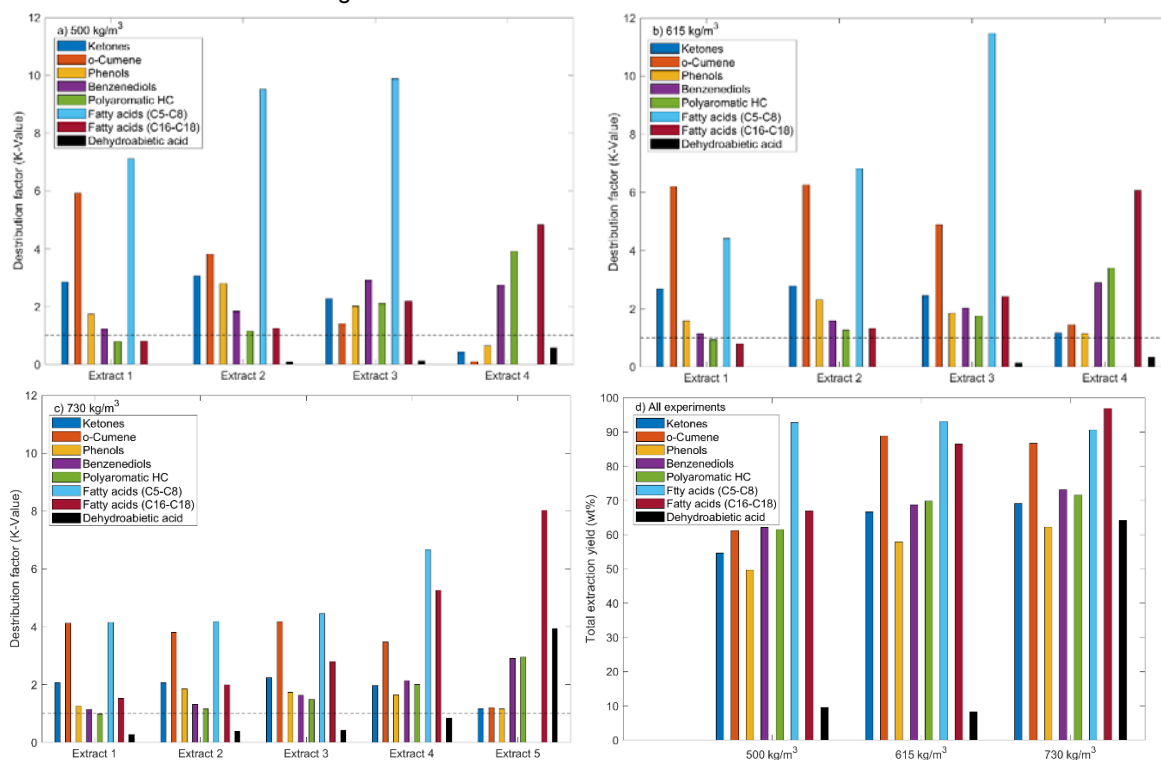 a) 500 kg/m³
Ketones
o-Cumene
Phenols
Benzenediols
Polyaromatic HC
Fatty acids (C5-C8)
Fatty acids (C16-C18)
Dehydroabietic acid
Destribution factor (K-Value)
12
10
8
6
4
2
0
Extract 1
Extract 2
Extract 3
Extract 4
b) 615 kg/m³
Ketones
o-Cumene
Phenols
Benzenediols
Polyaromatic HC
Fatty acids (C5-C8)
Fatty acids (C16-C18)
Dehydroabietic acid
Destribution factor (K-Value)
12
10
8
6
4
2
0
Extract 1
Extract 2
Extract 3
Extract 4
c) 730 kg/m³
Ketones
o-Cumene
Phenols
Benzenediols
Polyaromatic HC
Fatty acids (C5-C8)
Fatty acids (C16-C18)
Dehydroabietic acid
Destribution factor (K-Value)
12
10
8
6
4
2
0
Extract 1
Extract 2
Extract 3
Extract 4
Extract 5
d) All experiments
Ketones
o-Cumene
Phenols
Benzenediols
Polyaromatic HC
Ftty acids (C5-C8)
Fatty acids (C16-C18)
Dehydroabietic acid
Total extraction yield (wt%)
100
90
80
70
60
50
40
30
20
10
0
500 kg/m³
615 kg/m³
730 kg/m³